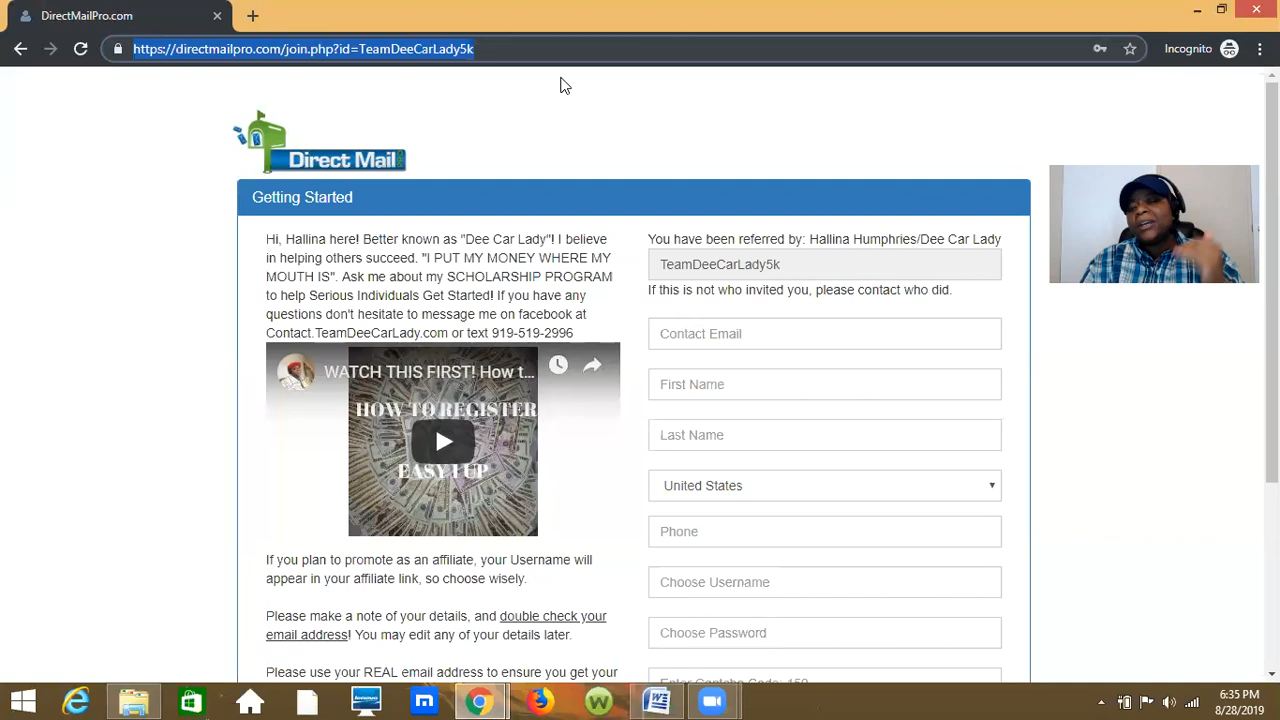 DirectMailPro.com
https://directmailpro.com/join.php?id=TeamDeeCarLady5k
Incognito
Direct Mail
Getting Started
Hi, Hallina here! Better known as "Dee Car Lady"! I believe
in helping others succeed. "I PUT MY MONEY WHERE MY
MOUTH IS". Ask me about my SCHOLARSHIP PROGRAM
to help Serious Individuals Get Started! If you have any
questions don't hesitate to message me on facebook at
Contact.TeamDeeCarLady.com or text 919-519-2996
WATCH THIS FIRST! How t...
HOW TO REGISTER
EASY 1 UP
If you plan to promote as an affiliate, your Username will
appear in your affiliate link, so choose wisely.
Please make a note of your details, and double check your
email address! You may edit any of your details later.
Please use your REAL email address to ensure you get your
You have been referred by: Hallina Humphries/Dee Car Lady
TeamDeeCarLady5k
If this is not who invited you, please contact who did.
Contact Email
First Name
Last Name
United States
Phone
Choose Username
Choose Password
6:35 PM
8/28/2019